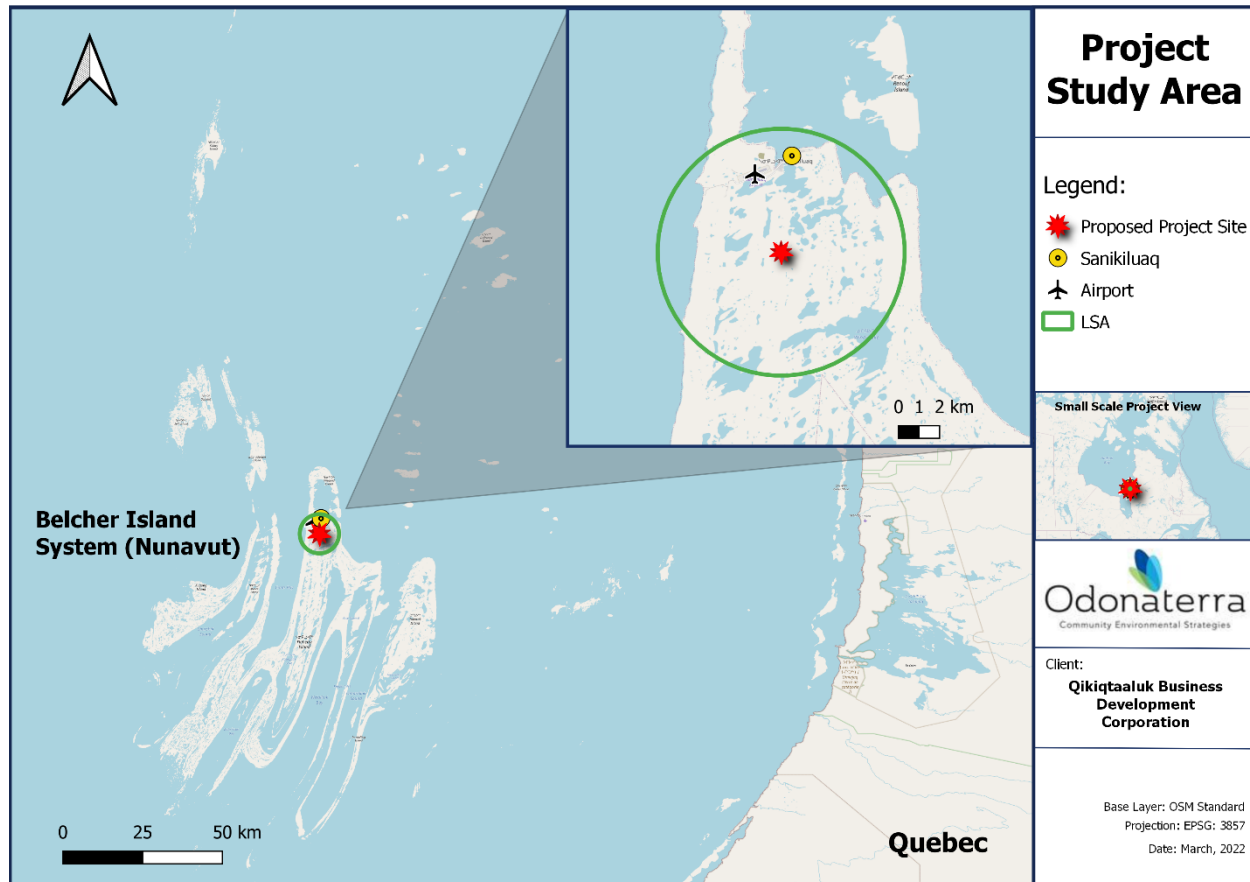 Project
Study Area
Legend:
Proposed Project Site
Sanikiluaq
Airport
LSA
0 1 2 km
Small Scale Project View
Belcher Island
System (Nunavut)
Odonaterra
Community Environmental Strategies
Client:
Qikiqtaaluk Business
Development
Corporation
0 25 50 km
Quebec
Base Layer: OSM Standard
Projection: EPSG: 3857
Date: March, 2022